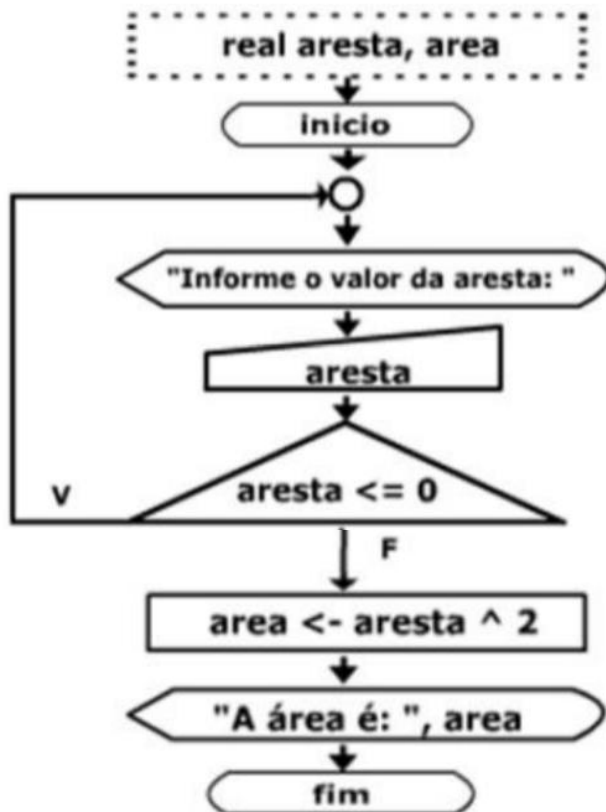 real aresta, area
inicio
"Informe o valor da aresta: "
aresta
aresta <= 0
V
F
area <- aresta ^ 2
"A área é: ", area
fim